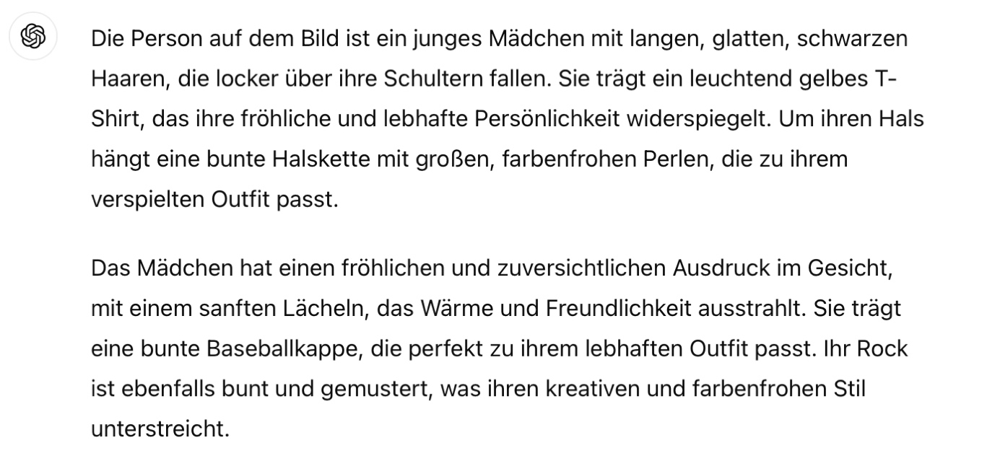 Die Person auf dem Bild ist ein junges Mädchen mit langen, glatten, schwarzen
Haaren, die locker über ihre Schultern fallen. Sie trägt ein leuchtend gelbes T-
Shirt, das ihre fröhliche und lebhafte Persönlichkeit widerspiegelt. Um ihren Hals
hängt eine bunte Halskette mit großen, farbenfrohen Perlen, die zu ihrem
verspielten Outfit passt.
Das Mädchen hat einen fröhlichen und zuversichtlichen Ausdruck im Gesicht,
mit einem sanften Lächeln, das Wärme und Freundlichkeit ausstrahlt. Sie trägt
eine bunte Baseballkappe, die perfekt zu ihrem lebhaften Outfit passt. Ihr Rock
ist ebenfalls bunt und gemustert, was ihren kreativen und farbenfrohen Stil
unterstreicht.